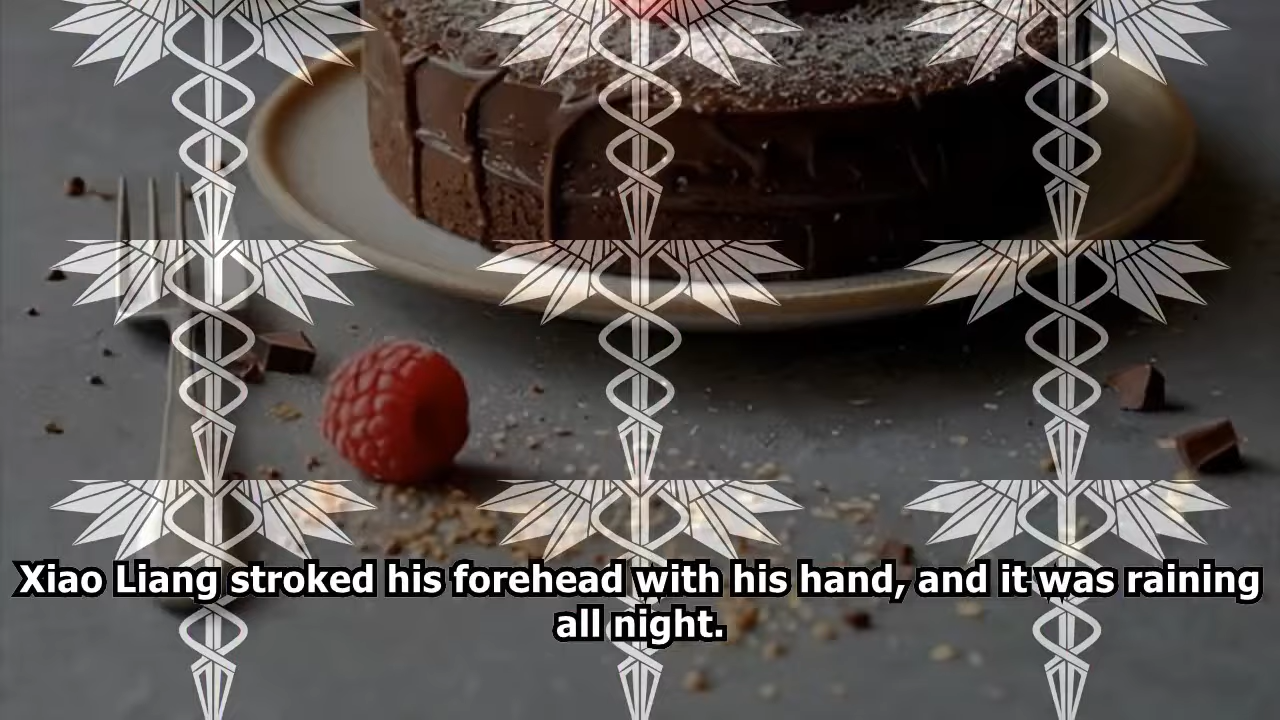 Xiao Liang stroked his forehead with his hand, and it was raining
all night.